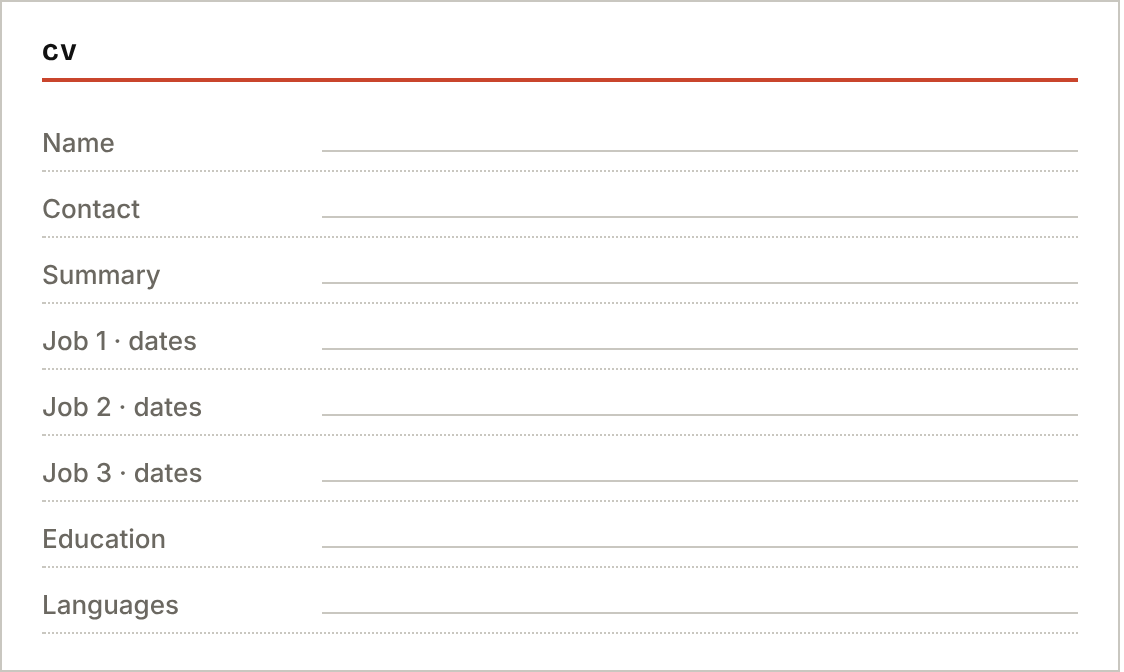 cv
Name
Contact
Summary
Job 1 · dates
Job 2 · dates
Job 3 · dates
Education
Languages